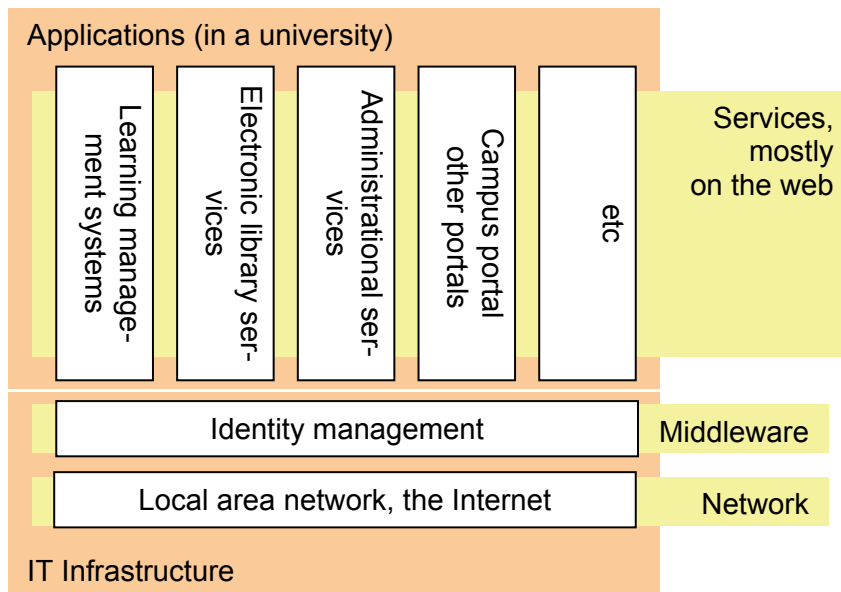 Applications (in a university)
Learning manage-
ment systems
Electronic library ser-
vices
Administrational ser-
vices
Campus portal
other portals
etc
Services,
mostly
on the web
Identity management
Middleware
Local area network, the Internet
Network
IT Infrastructure